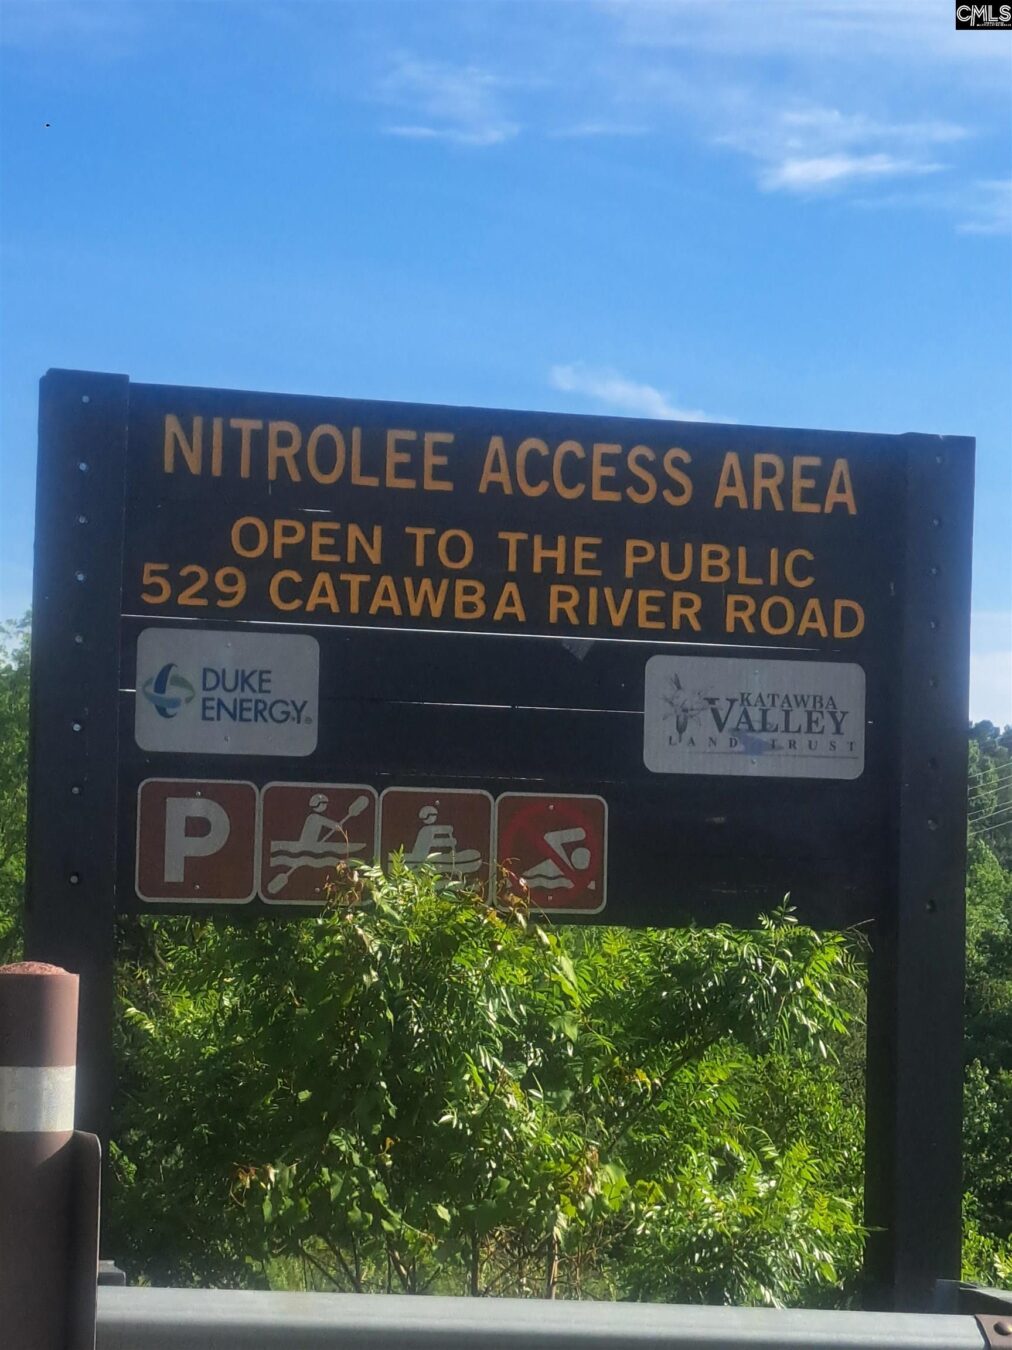 CMLS
NITROLEE ACCESS AREA
OPEN TO THE PUBLIC
529 CATAWBA RIVER ROAD
DUKE
ENERGY®
KATAWBA
VALLEY
LAND TRUST
P